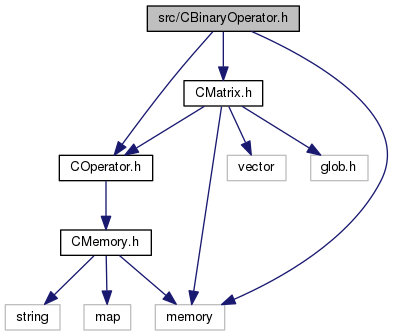 src/CBinaryOperator.h
CMatrix.h
COperator.h
vector
glob.h
CMemory.h
string
map
memory